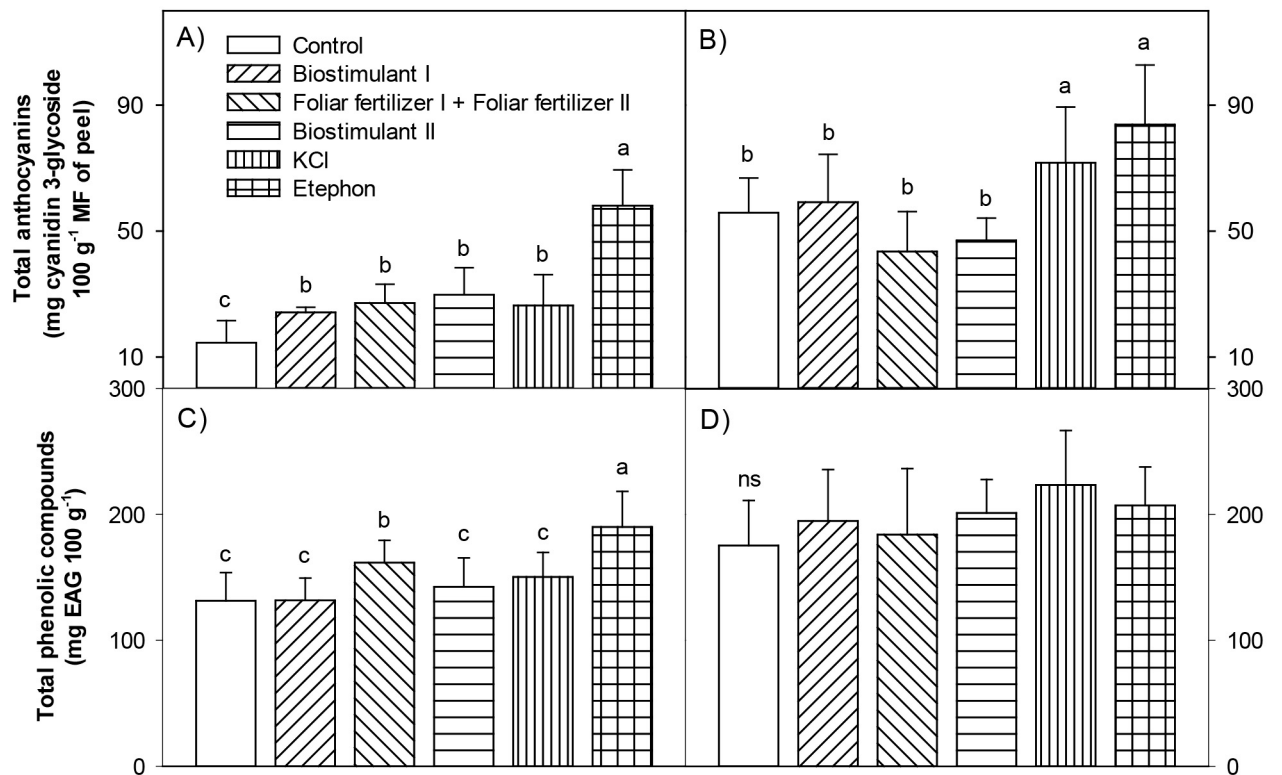 Total anthocyanins
(mg cyanidin 3-glycoside
100 g-1 MF of peel)
90
50
10
300
A)
Control
Biostimulant I
Foliar fertilizer I + Foliar fertilizer II
Biostimulant II
KCl
Etephon
c
b
b
b
b
a
B)
b
b
b
b
a
a
90
50
10
300
Total phenolic compounds
(mg EAG 100 g-1)
200
100
0
C)
c
c
b
c
c
a
D)
ns
200
100
0